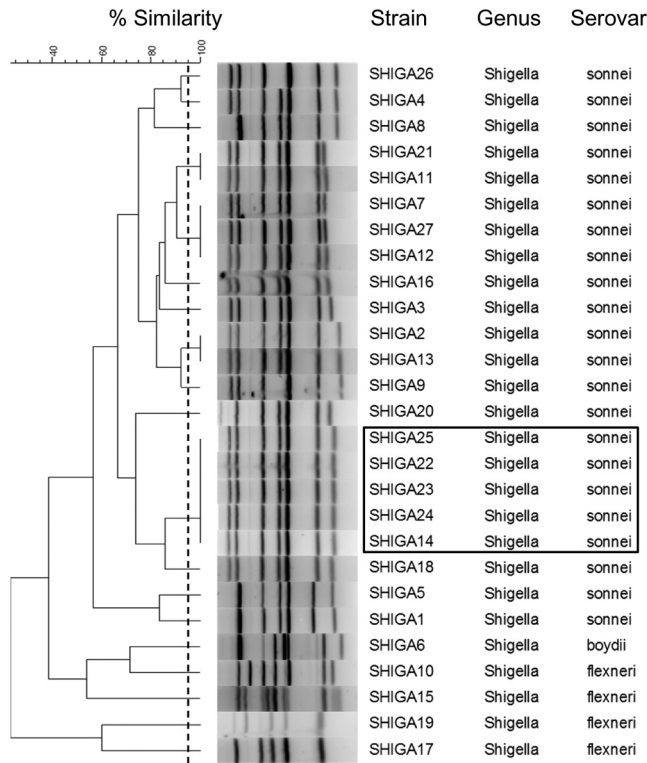 % Similarity Strain Genus Serovar
40 60 80 100
SHIGA26 Shigella sonnei
SHIGA4 Shigella sonnei
SHIGA8 Shigella sonnei
SHIGA21 Shigella sonnei
SHIGA11 Shigella sonnei
SHIGA7 Shigella sonnei
SHIGA27 Shigella sonnei
SHIGA12 Shigella sonnei
SHIGA16 Shigella sonnei
SHIGA3 Shigella sonnei
SHIGA2 Shigella sonnei
SHIGA13 Shigella sonnei
SHIGA9 Shigella sonnei
SHIGA20 Shigella sonnei
SHIGA25 Shigella sonnei
SHIGA22 Shigella sonnei
SHIGA23 Shigella sonnei
SHIGA24 Shigella sonnei
SHIGA14 Shigella sonnei
SHIGA18 Shigella sonnei
SHIGA5 Shigella sonnei
SHIGA1 Shigella sonnei
SHIGA6 Shigella boydii
SHIGA10 Shigella flexneri
SHIGA15 Shigella flexneri
SHIGA19 Shigella flexneri
SHIGA17 Shigella flexneri